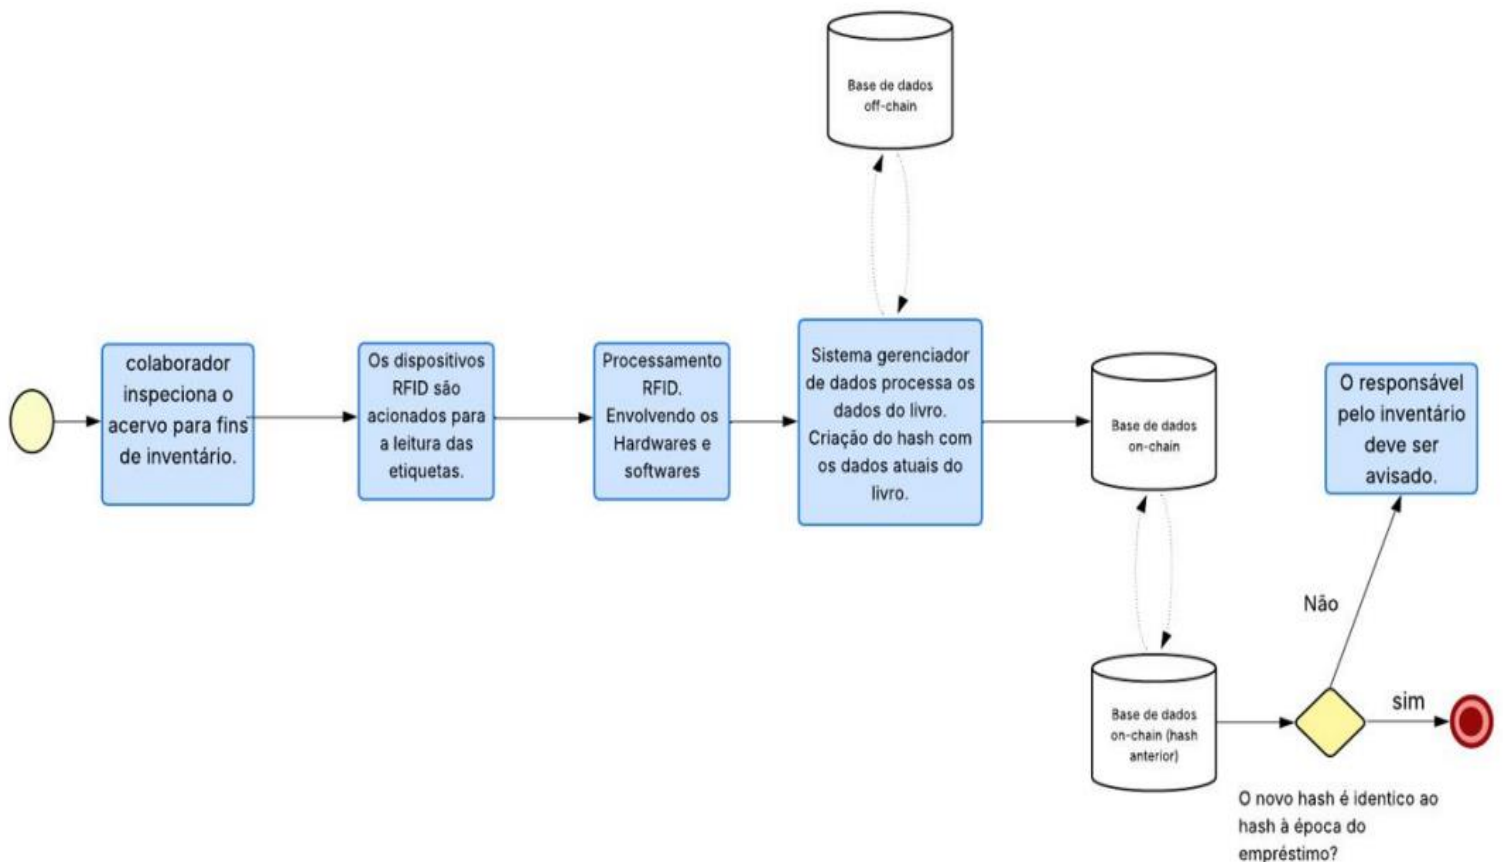 Base de dados
off-chain
colaborador
inspeciona o
acervo para fins
de inventário.
Os dispositivos
RFID são
acionados para
a leitura das
etiquetas.
Processamento
RFID.
Envolvendo os
Hardwares e
softwares
Sistema gerenciador
de dados processa os
dados do livro.
Criação do hash com
os dados atuais do
livro.
Base de dados
on-chain
O responsável
pelo inventário
deve ser
avisado.
Não
Base de dados
on-chain (hash
anterior)
sim
O novo hash é identico ao
hash à época do
empréstimo?